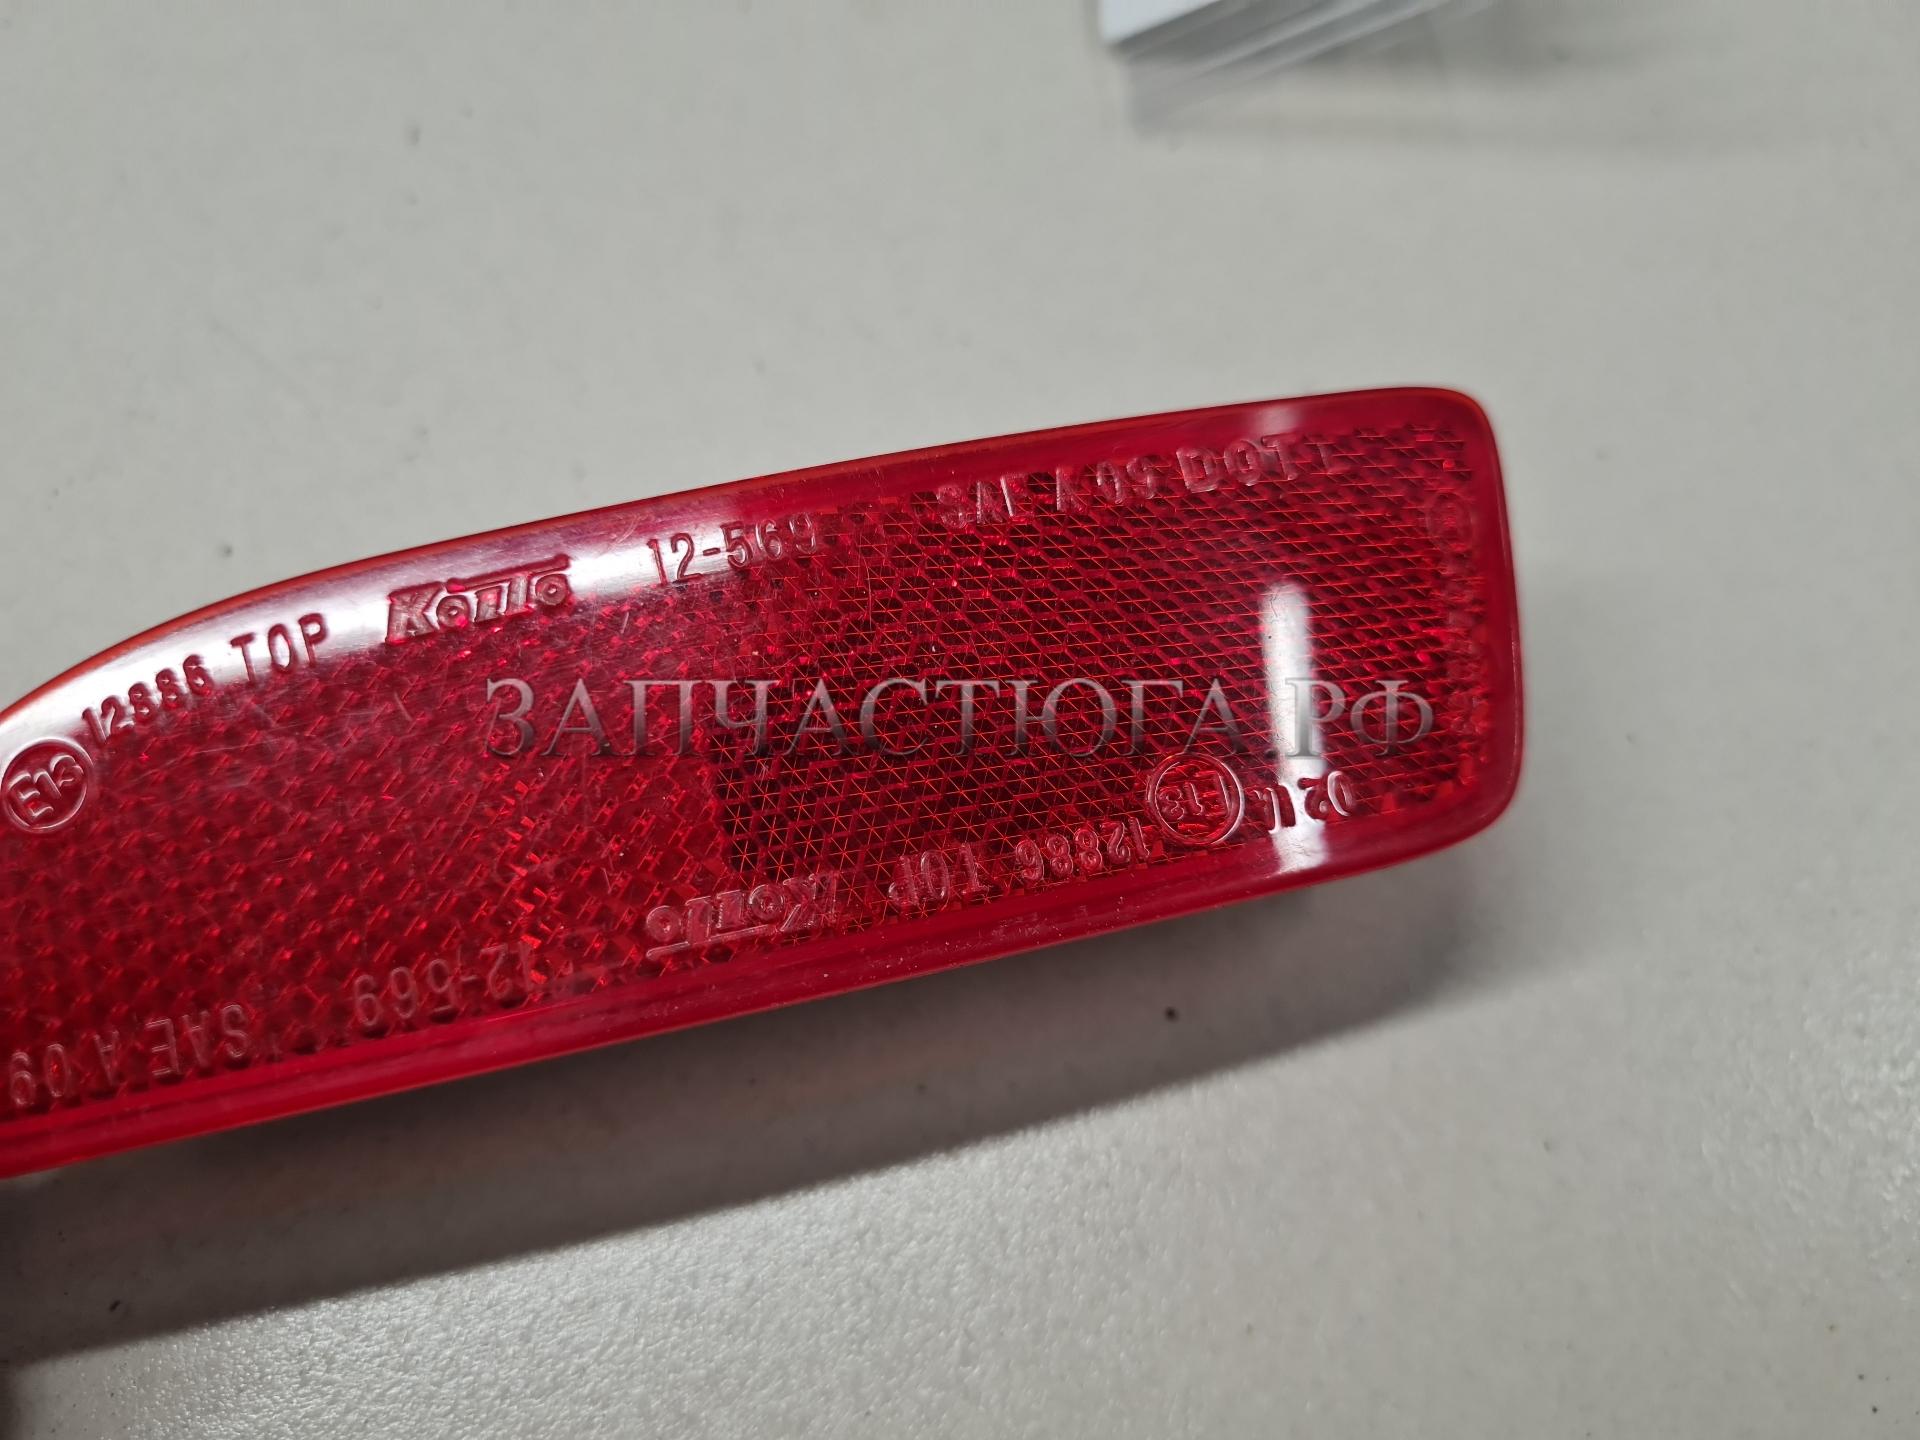 SAE A 09 DOT
E13 12886 TOP Koito 12-569
ЗАПЧАСТЮГА.РФ
02 E13 12886 TOP Koito 12-569 SAE A 09